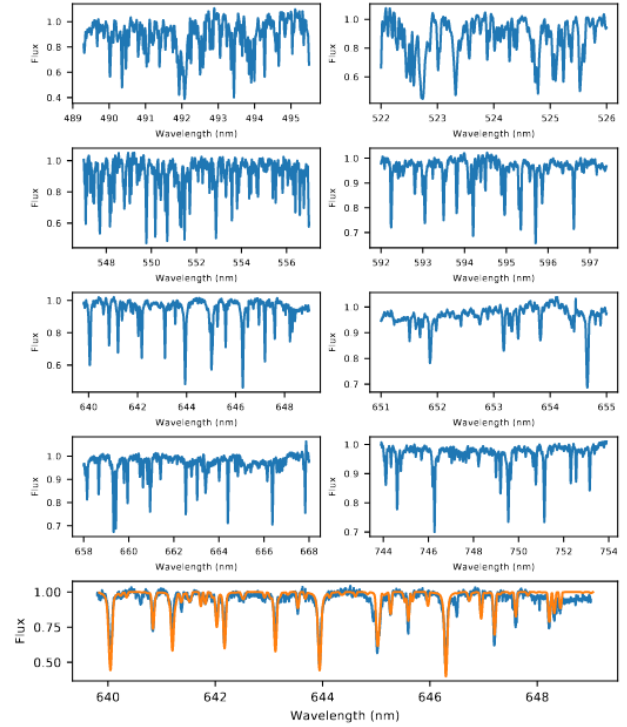 1.0
0.8
0.6
0.4
Flux
489 490 491 492 493 494 495
Wavelength (nm)
1.0
0.8
0.6
Flux
522 523 524 525 526
Wavelength (nm)
1.0
0.8
0.6
Flux
548 550 552 554 556
Wavelength (nm)
1.0
0.9
0.8
0.7
Flux
592 593 594 595 596 597
Wavelength (nm)
1.0
0.8
0.6
Flux
640 642 644 646 648
Wavelength (nm)
1.0
0.9
0.8
0.7
Flux
651 652 653 654 655
Wavelength (nm)
1.0
0.9
0.8
0.7
Flux
658 660 662 664 666 668
Wavelength (nm)
1.0
0.9
0.8
0.7
Flux
744 746 748 750 752 754
Wavelength (nm)
1.00
0.75
0.50
Flux
640 642 644 646 648
Wavelength (nm)